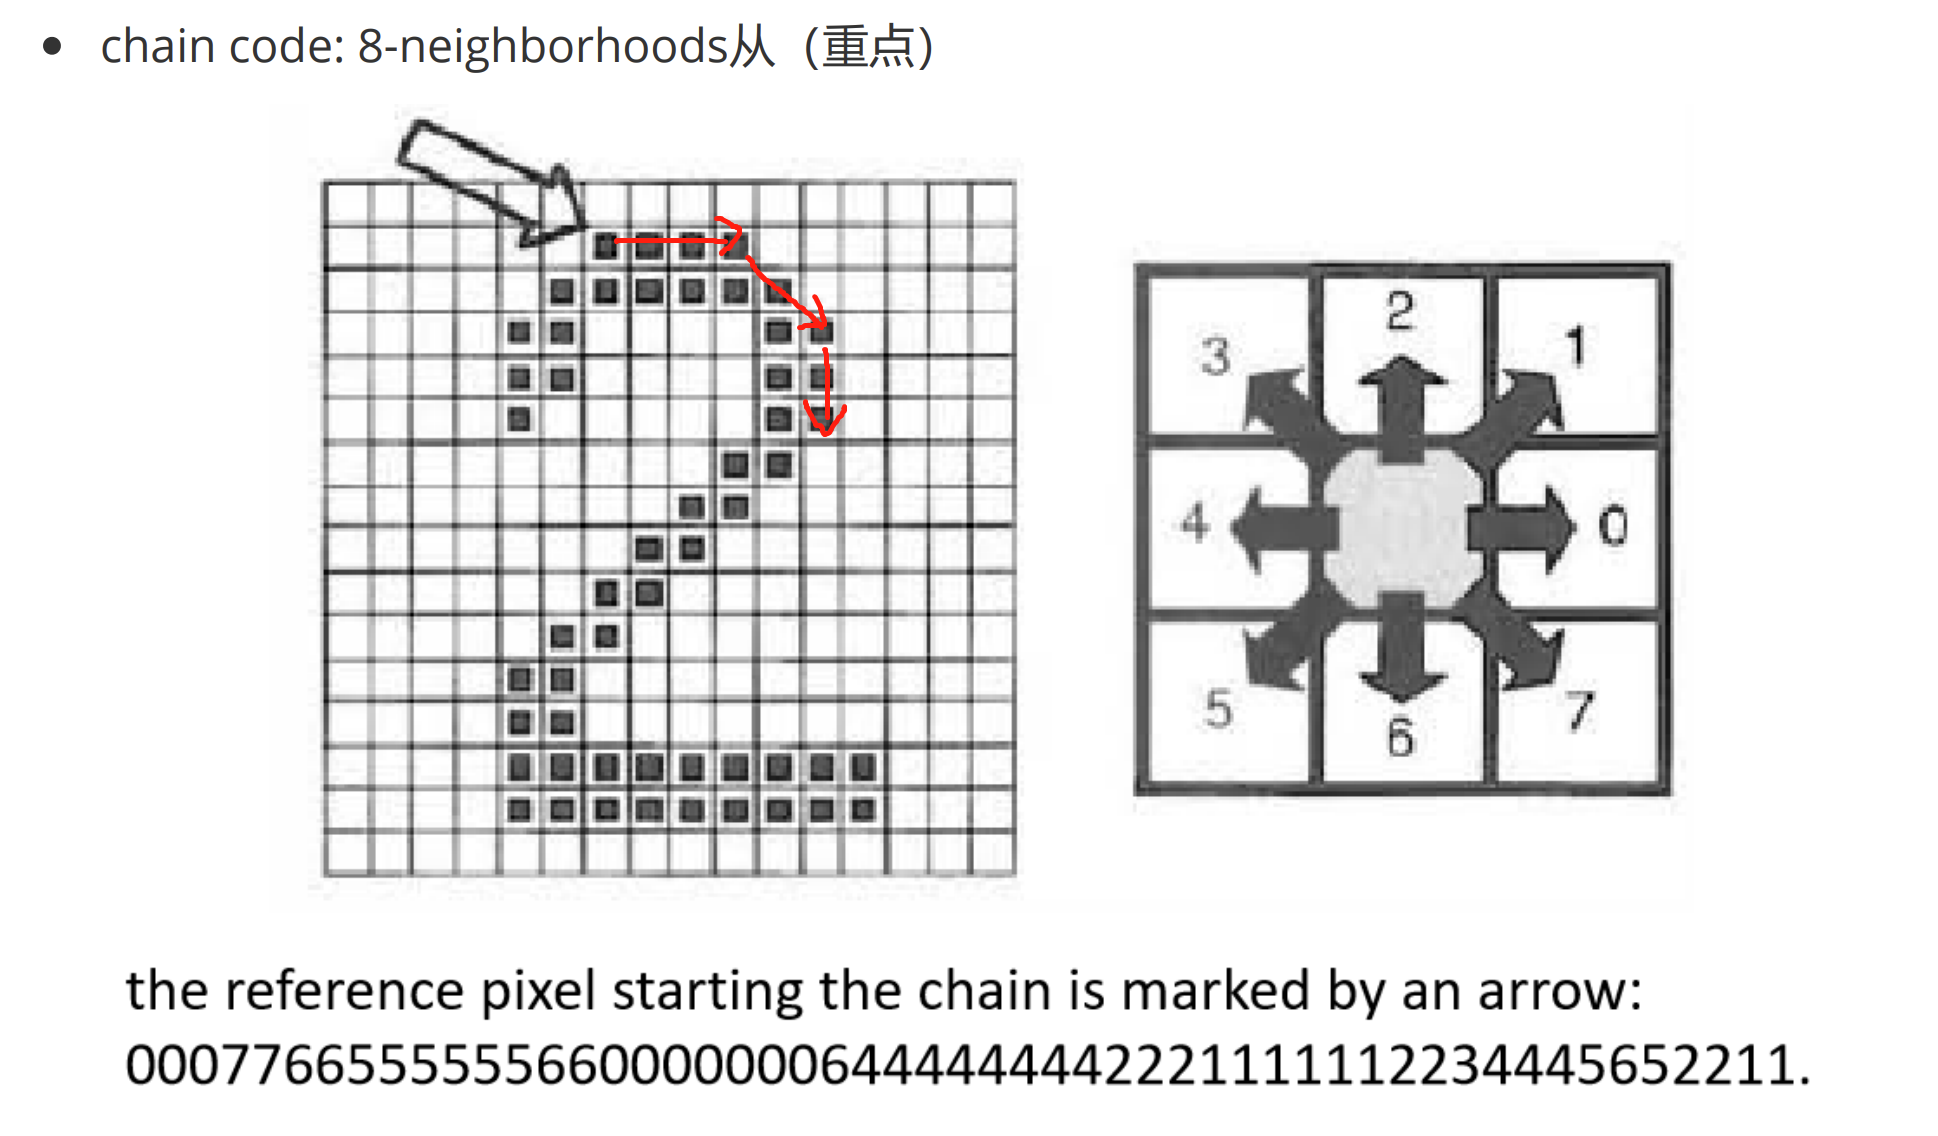 chain code: 8-neighborhoods从（重点）
3 2 1
4 0
5 6 7
the reference pixel starting the chain is marked by an arrow:
00077665555556600000006444444442221111112234445652211.